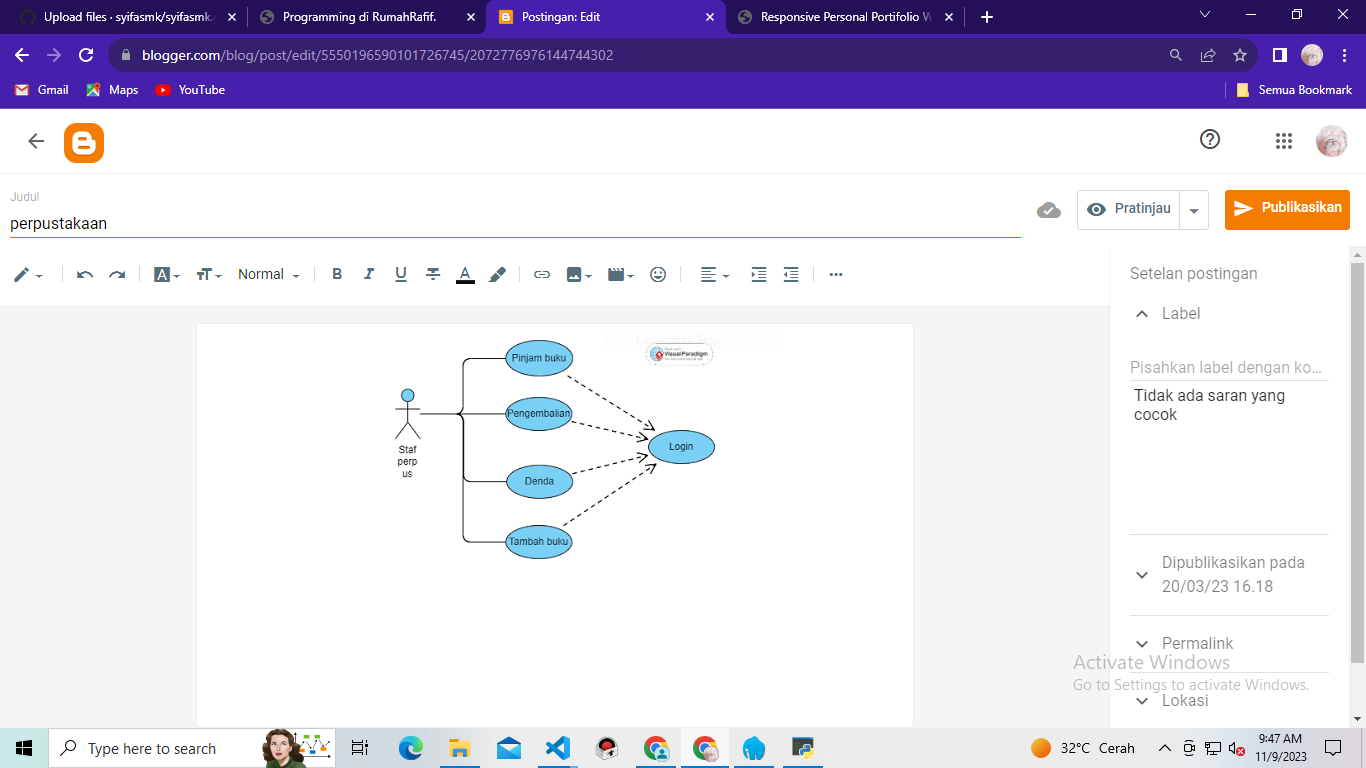 Upload files · syifasmk/syifasmk.
Programming di RumahRafif.
Postingan: Edit
Responsive Personal Portifolio W
blogger.com/blog/post/edit/5550196590101726745/2072776976144744302
Gmail
Maps
YouTube
Semua Bookmark
Judul
perpustakaan
Pratinjau
Publikasikan
Normal
B
I
U
A
Setelan postingan
Label
Pisahkan label dengan ko...
Tidak ada saran yang
cocok
Dipublikasikan pada
20/03/23 16.18
Permalink
Lokasi
Pinjam buku
VisualParadigm
Pengembalian
Login
Staf
perp
us
Denda
Tambah buku
Activate Windows
Go to Settings to activate Windows.
Type here to search
32°C Cerah
9:47 AM
11/9/2023